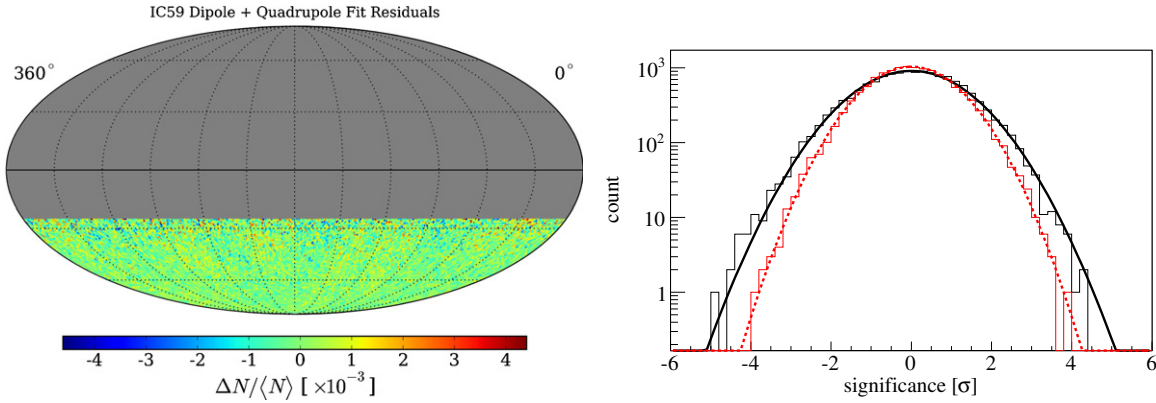 IC59 Dipole + Quadrupole Fit Residuals
360°
0°
-4 -3 -2 -1 0 1 2 3 4
ΔN/⟨N⟩ [ ×10⁻³]
10³
10²
10
1
count
-6 -4 -2 0 2 4 6
significance [σ]